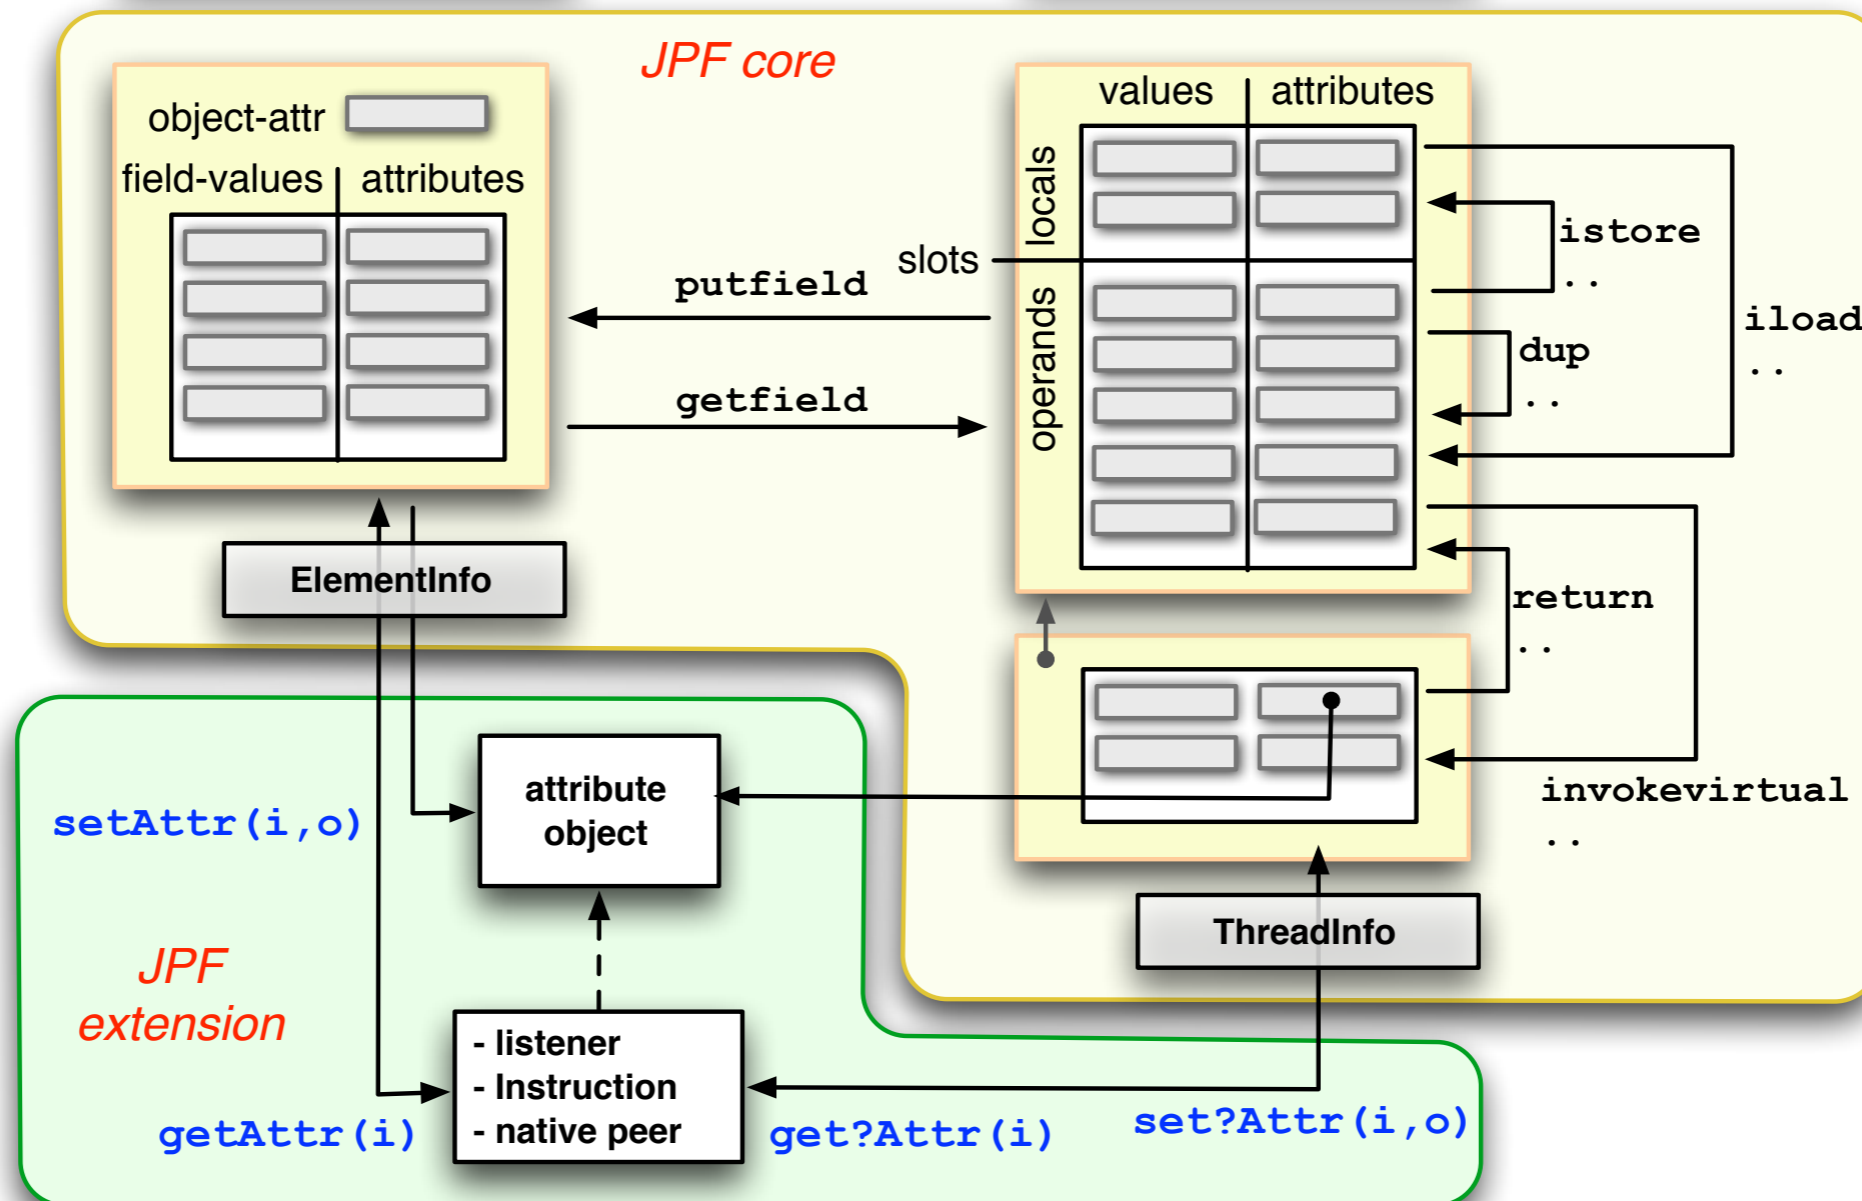 JPF core
object-attr
field-values
attributes
values
attributes
locals
slots
operands
putfield
getfield
istore
..
iload
..
dup
..
return
..
invokevirtual
..
ElementInfo
ThreadInfo
attribute
object
setAttr(i,o)
JPF
extension
- listener
- Instruction
- native peer
getAttr(i)
get?Attr(i)
set?Attr(i,o)